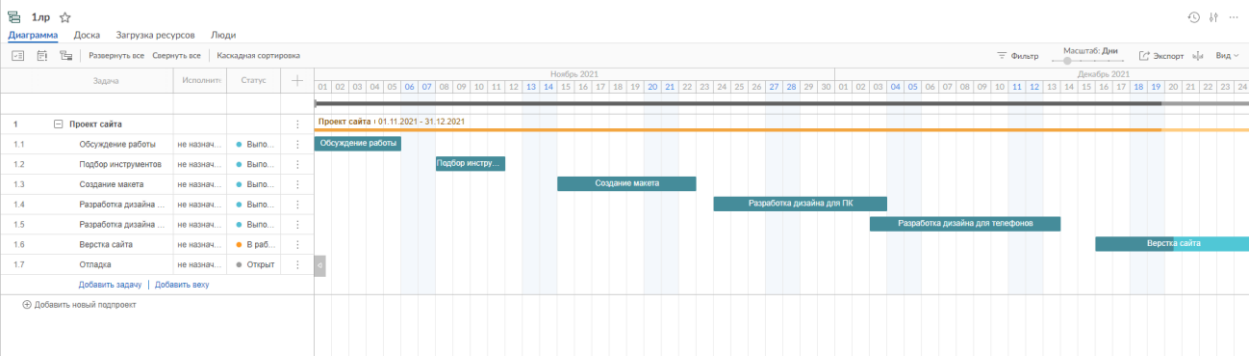 1лр
Диаграмма Доска Загрузка ресурсов Люди
Развернуть все Свернуть все Каскадная сортировка Фильтр Масштаб: Дни Экспорт Вид
Задача Исполните Статус Ноябрь 2021 Декабрь 2021
01 02 03 04 05 06 07 08 09 10 11 12 13 14 15 16 17 18 19 20 21 22 23 24 25 26 27 28 29 30 01 02 03 04 05 06 07 08 09 10 11 12 13 14 15 16 17 18 19 20 21 22 23 24
1 Проект сайта Проект сайта 01.11.2021 - 31.12.2021
1.1 Обсуждение работы не назнач... Выпо... Обсуждение работы
1.2 Подбор инструментов не назнач... Выпо... Подбор инстру...
1.3 Создание макета не назнач... Выпо... Создание макета
1.4 Разработка дизайна ... не назнач... Выпо... Разработка дизайна для ПК
1.5 Разработка дизайна ... не назнач... Выпо... Разработка дизайна для телефонов
1.6 Верстка сайта не назнач... В раб... Верстка сайта
1.7 Отладка не назнач... Открыт
Добавить задачу | Добавить веху
Добавить новый подпроект